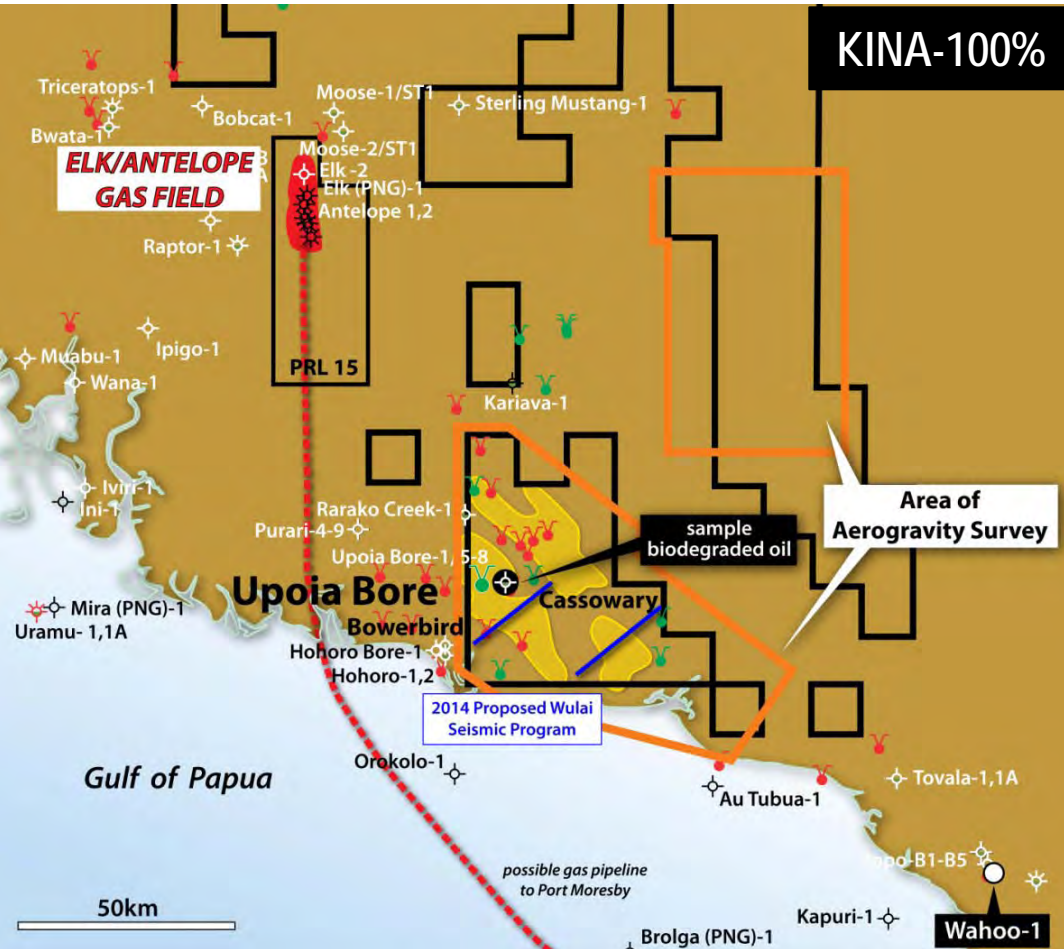 KINA-100%
Triceratops-1
Bwata-1
Bobcat-1
Moose-1/ST1
Sterling Mustang-1
Moose-2/ST1
ELK/ANTELOPE
GAS FIELD
Elk -2
Elk (PNG)-1
Antelope 1,2
Raptor-1
Muabu-1
Ipigo-1
Wana-1
PRL 15
Kariava-1
Iviri-1
Ini-1
Rarako Creek-1
Purari-4-9
Upoia Bore-1, 5-8
sample
biodegraded oil
Area of
Aerogravity Survey
Upoia Bore
Cassowary
Mira (PNG)-1
Uramu- 1,1A
Bowerbird
Hohoro Bore-1
Hohoro-1,2
2014 Proposed Wulai
Seismic Program
Orokolo-1
Gulf of Papua
Au Tubua-1
Tovala-1,1A
possible gas pipeline
to Port Moresby
-B1-B5
50km
Kapuri-1
Wahoo-1
Brolga (PNG)-1